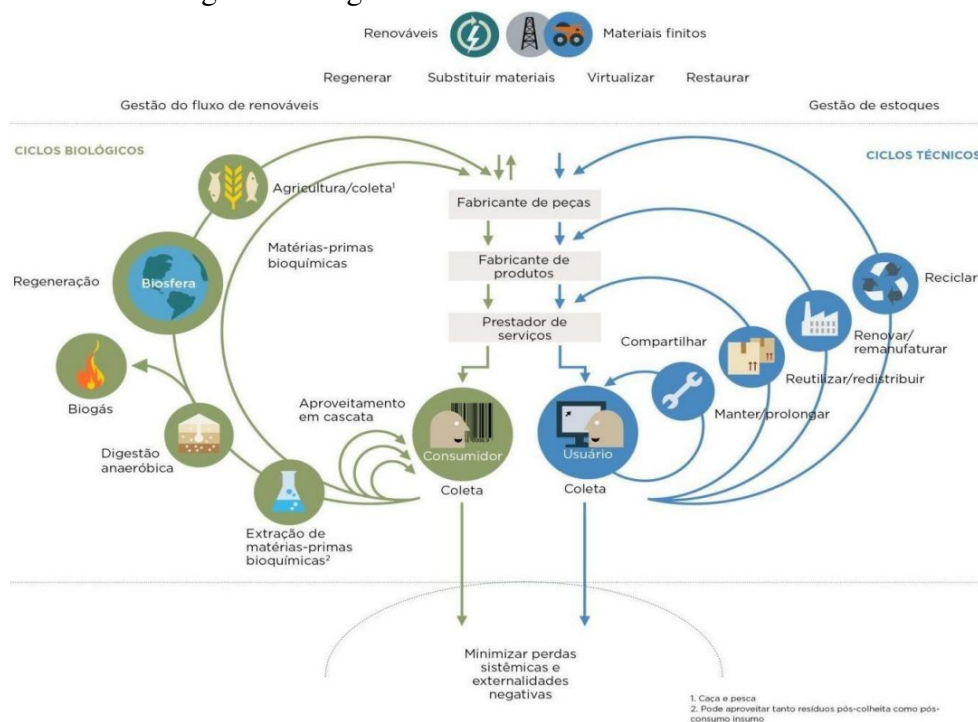 Renováveis
Materiais finitos
Regenerar
Substituir materiais
Virtualizar
Restaurar
Gestão do fluxo de renováveis
Gestão de estoques
CICLOS BIOLÓGICOS
CICLOS TÉCNICOS
Agricultura/coleta¹
Matérias-primas
bioquímicas
Regeneração
Biosfera
Biogás
Digestão
anaeróbica
Extração de
matérias-primas
bioquímicas²
Aproveitamento
em cascata
Fabricante de peças
Fabricante de
produtos
Prestador de
serviços
Consumidor
Coleta
Usuário
Coleta
Compartilhar
Manter/prolongar
Reutilizar/redistribuir
Renovar/
remanufaturar
Reciclar
Minimizar perdas
sistêmicas e
externalidades
negativas
1. Caça e pesca
2. Pode aproveitar tanto resíduos pós-colheita como pós-
consumo insumo